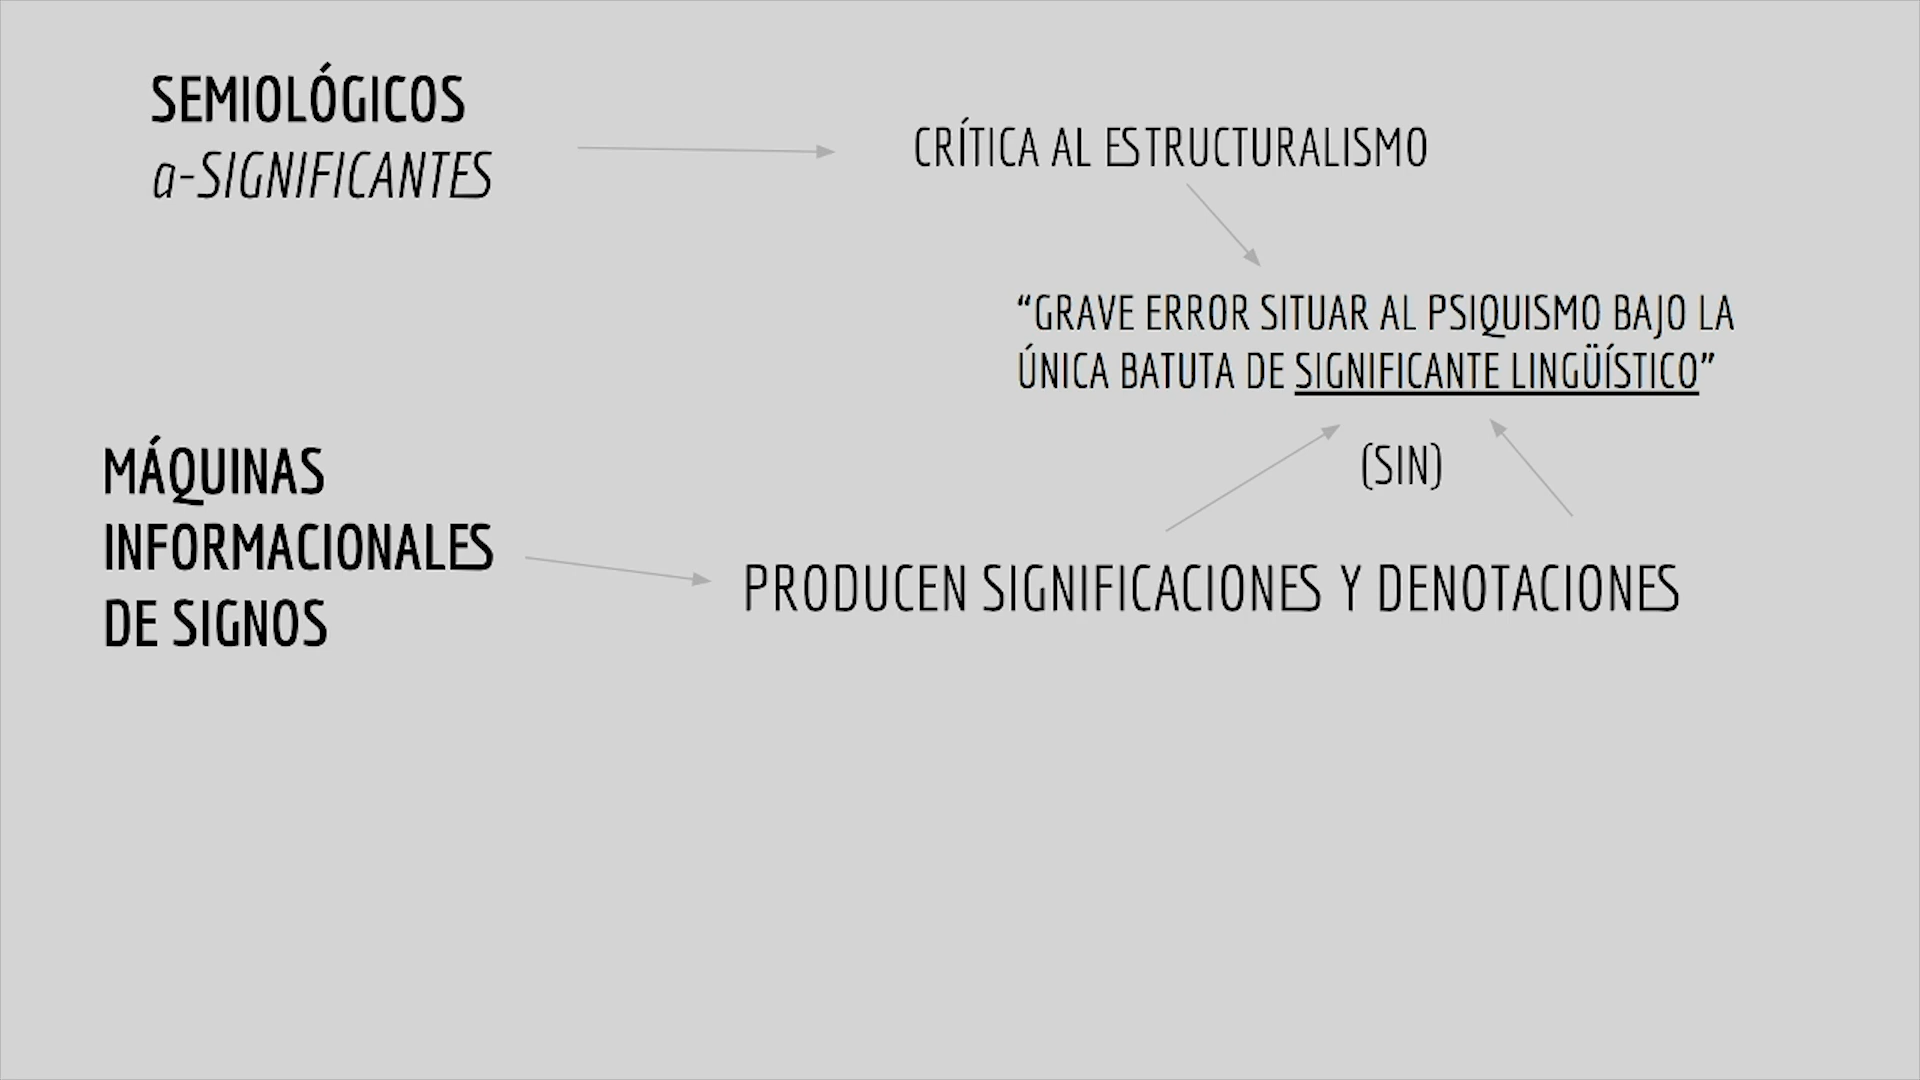 SEMIOLÓGICOS
a-SIGNIFICANTES
CRÍTICA AL ESTRUCTURALISMO
“GRAVE ERROR SITUAR AL PSIQUISMO BAJO LA
ÚNICA BATUTA DE SIGNIFICANTE LINGÜÍSTICO”
(SIN)
MÁQUINAS
INFORMACIONALES
DE SIGNOS
PRODUCEN SIGNIFICACIONES Y DENOTACIONES